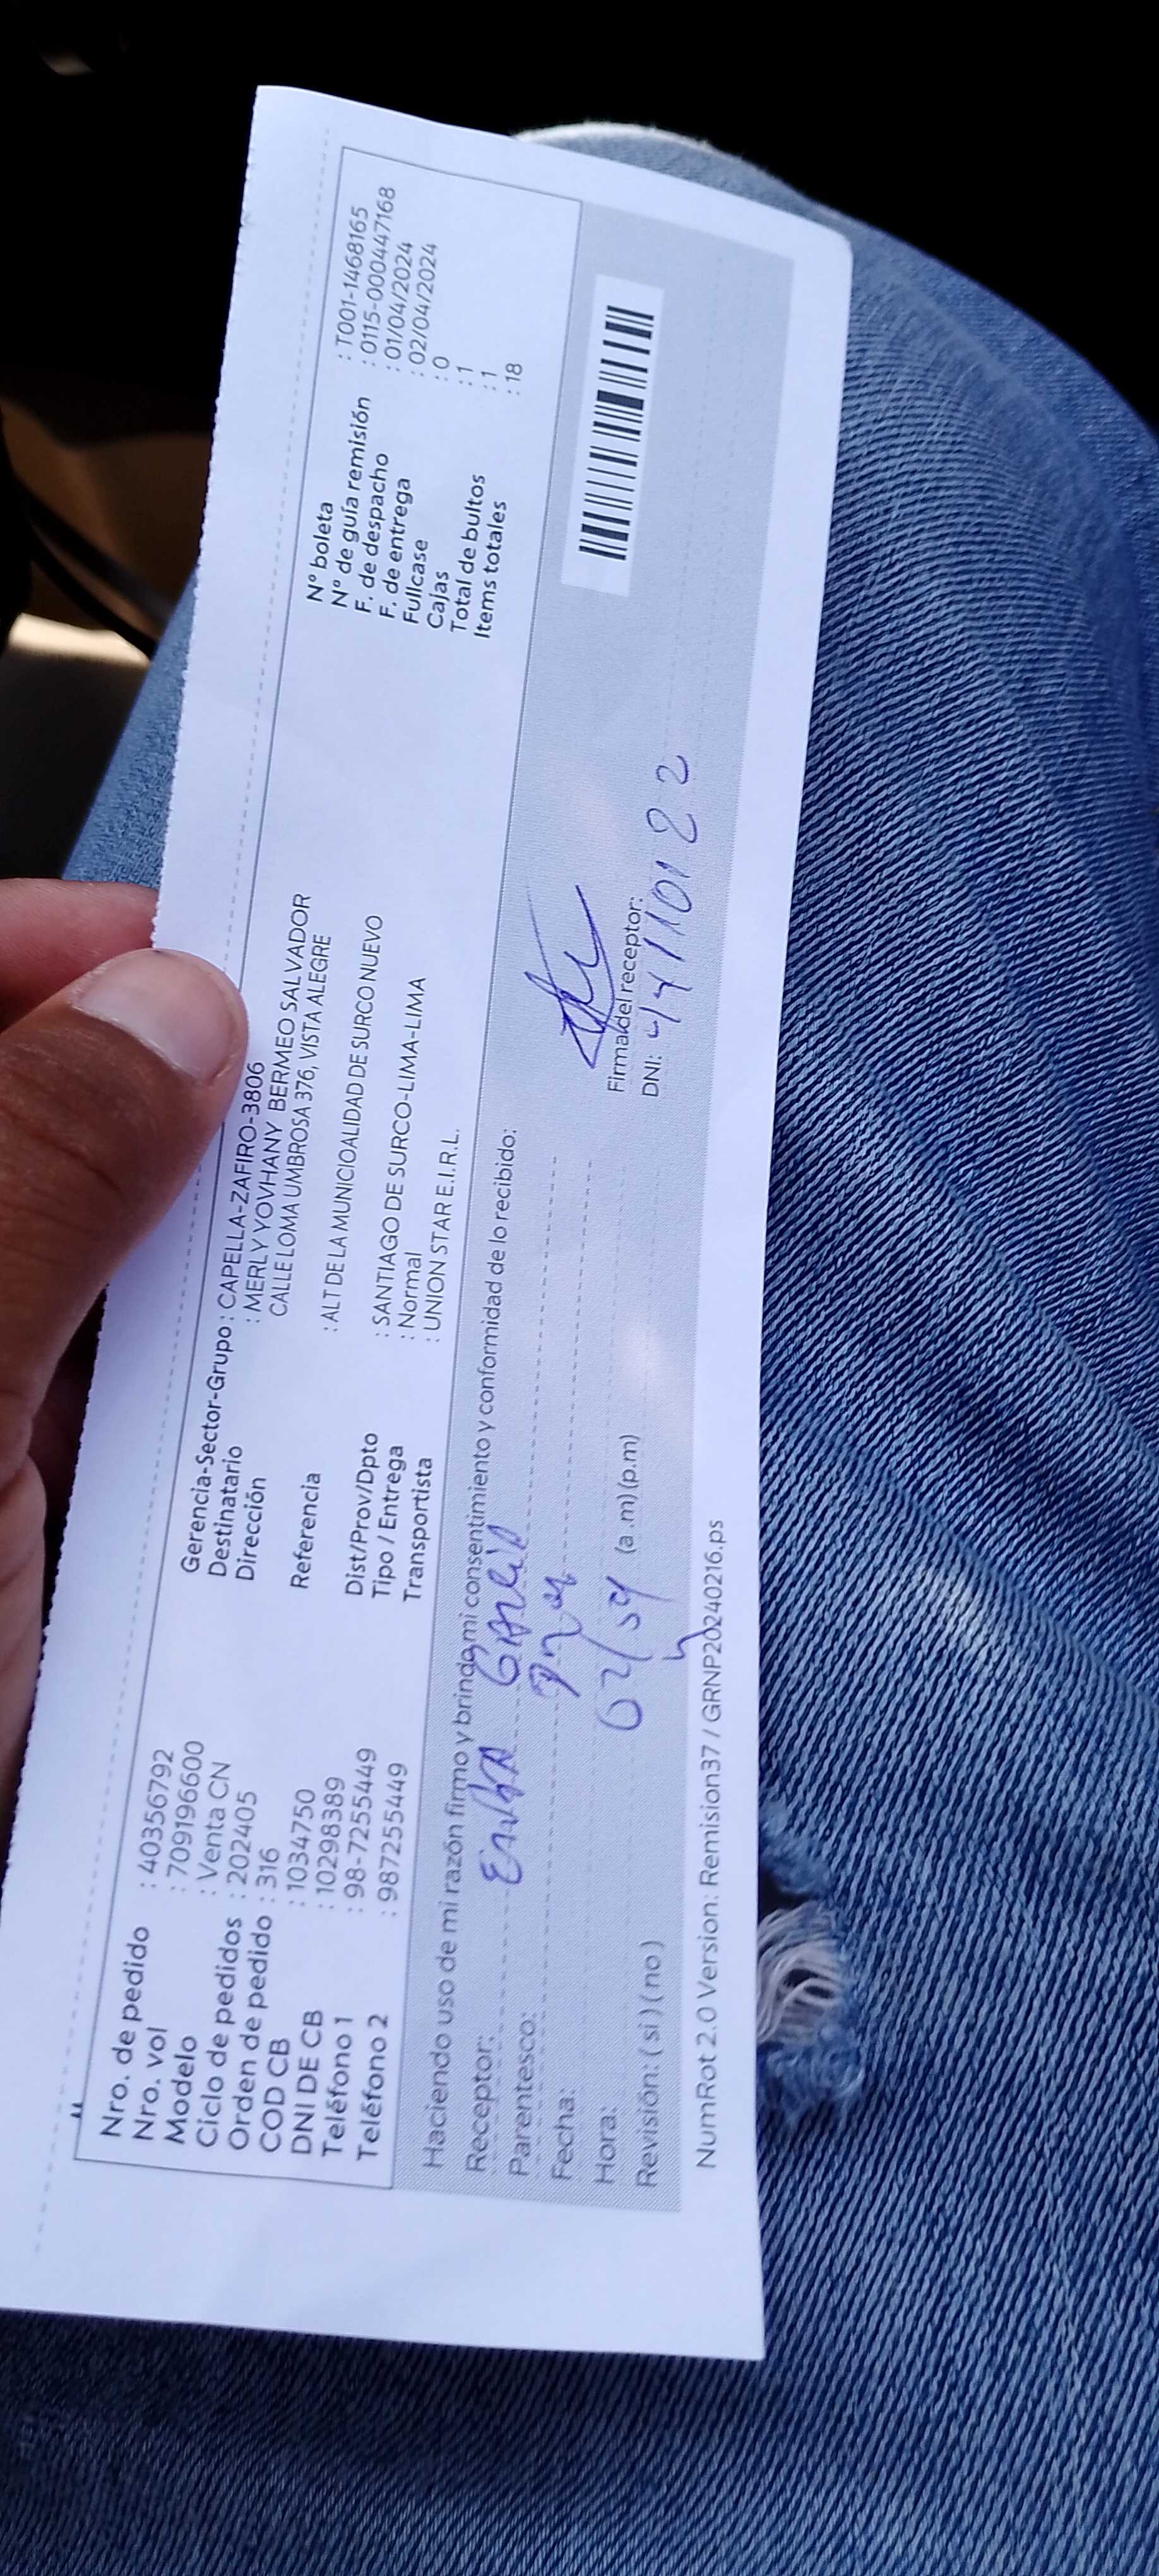 Nro. de pedido : 40356792
Nro. vol : 709196600
Modelo : Venta CN
Ciclo de pedidos : 202405
Orden de pedido : 316
COD CB : 1034750
DNI DE CB : 10298389
Teléfono 1 : 98-7255449
Teléfono 2 : 987255449
Gerencia-Sector-Grupo : CAPELLA-ZAFIRO-3806
Destinatario : MERLY YOVHANY BERMEO SALVADOR
Dirección CALLE LOMA UMBROSA 376, VISTA ALEGRE
Referencia : ALT DE LA MUNICIOALIDAD DE SURCO NUEVO
Dist/Prov/Dpto : SANTIAGO DE SURCO-LIMA-LIMA
Tipo / Entrega : Normal
Transportista : UNION STAR E.I.R.L.
N° boleta : T001-1468165
N° de guía remisión : 0115-000447168
F. de despacho : 01/04/2024
F. de entrega : 02/04/2024
Fullcase : 0
Cajas : 1
Total de bultos : 1
Items totales : 18
Haciendo uso de mi razón firmo y brindo mi consentimiento y conformidad de lo recibido:
Receptor:
Parentesco:
Fecha:
Hora: (a.m) (p.m)
Revisión: ( si ) ( no )
Firma del receptor:
DNI: 44110122
NumRot 2.0 Version: Remision37 / GRNP20240216.ps